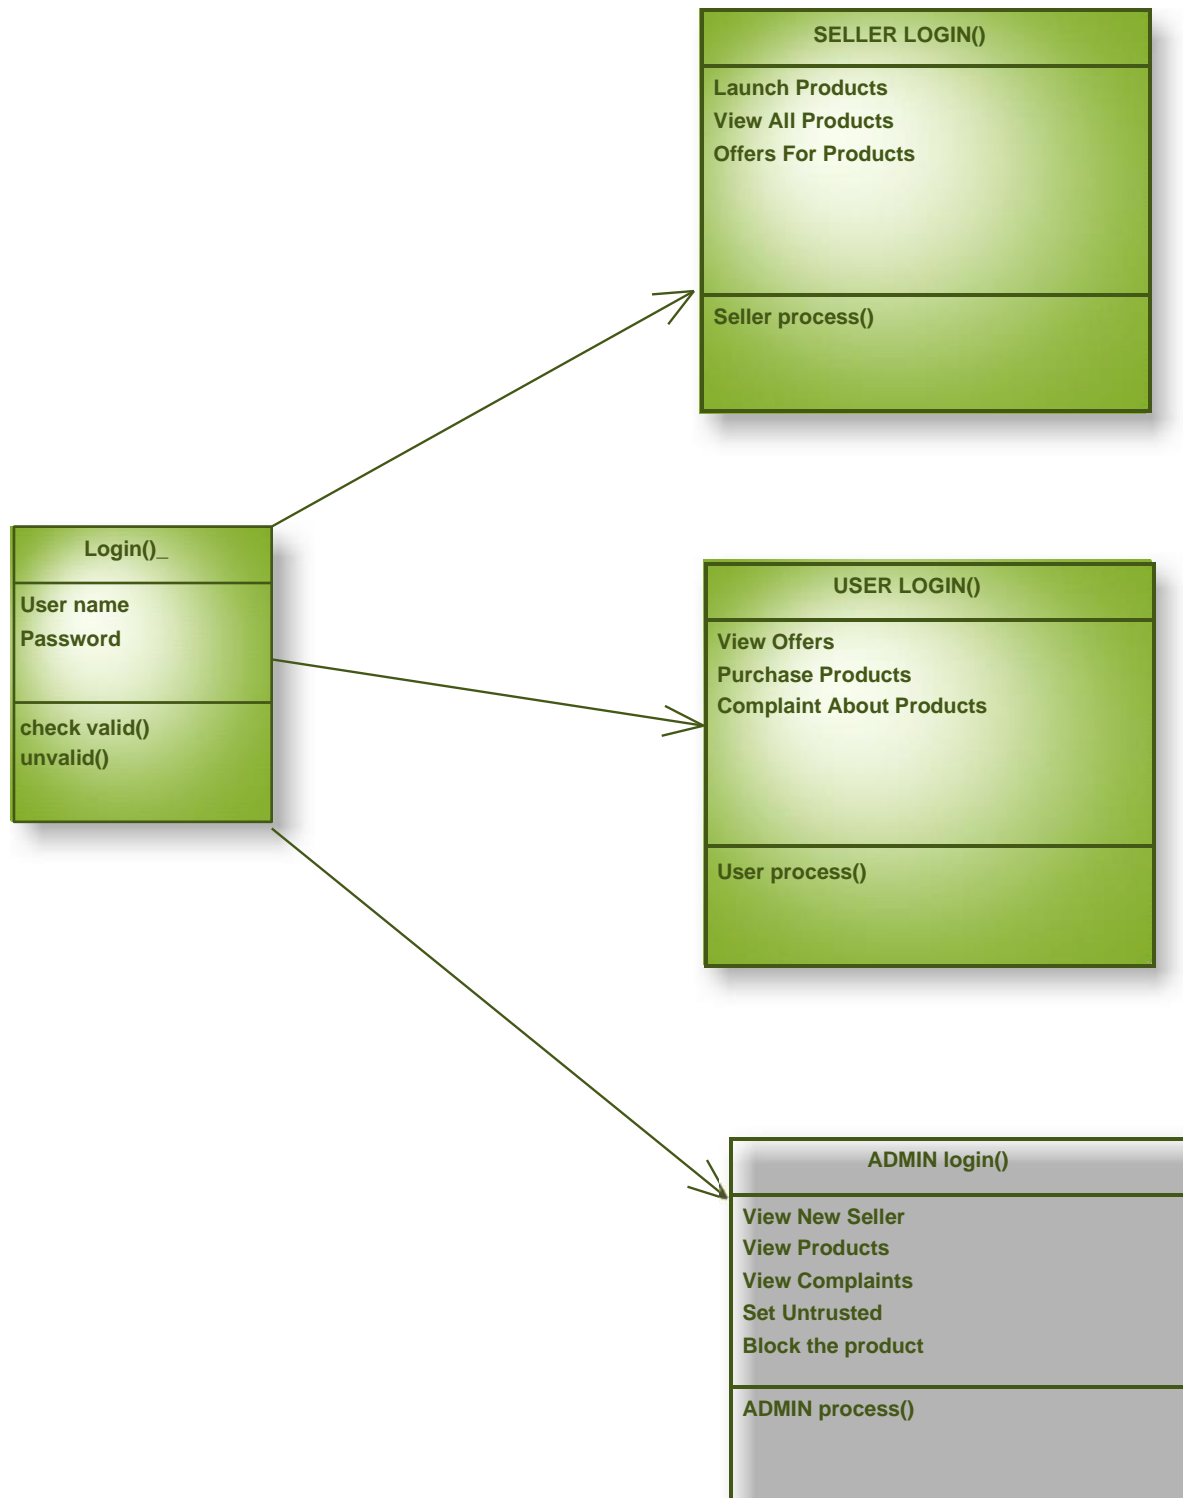 SELLER LOGIN()
Launch Products
View All Products
Offers For Products
Seller process()
Login()_
User name
Password
check valid()
unvalid()
USER LOGIN()
View Offers
Purchase Products
Complaint About Products
User process()
ADMIN login()
View New Seller
View Products
View Complaints
Set Untrusted
Block the product
ADMIN process()